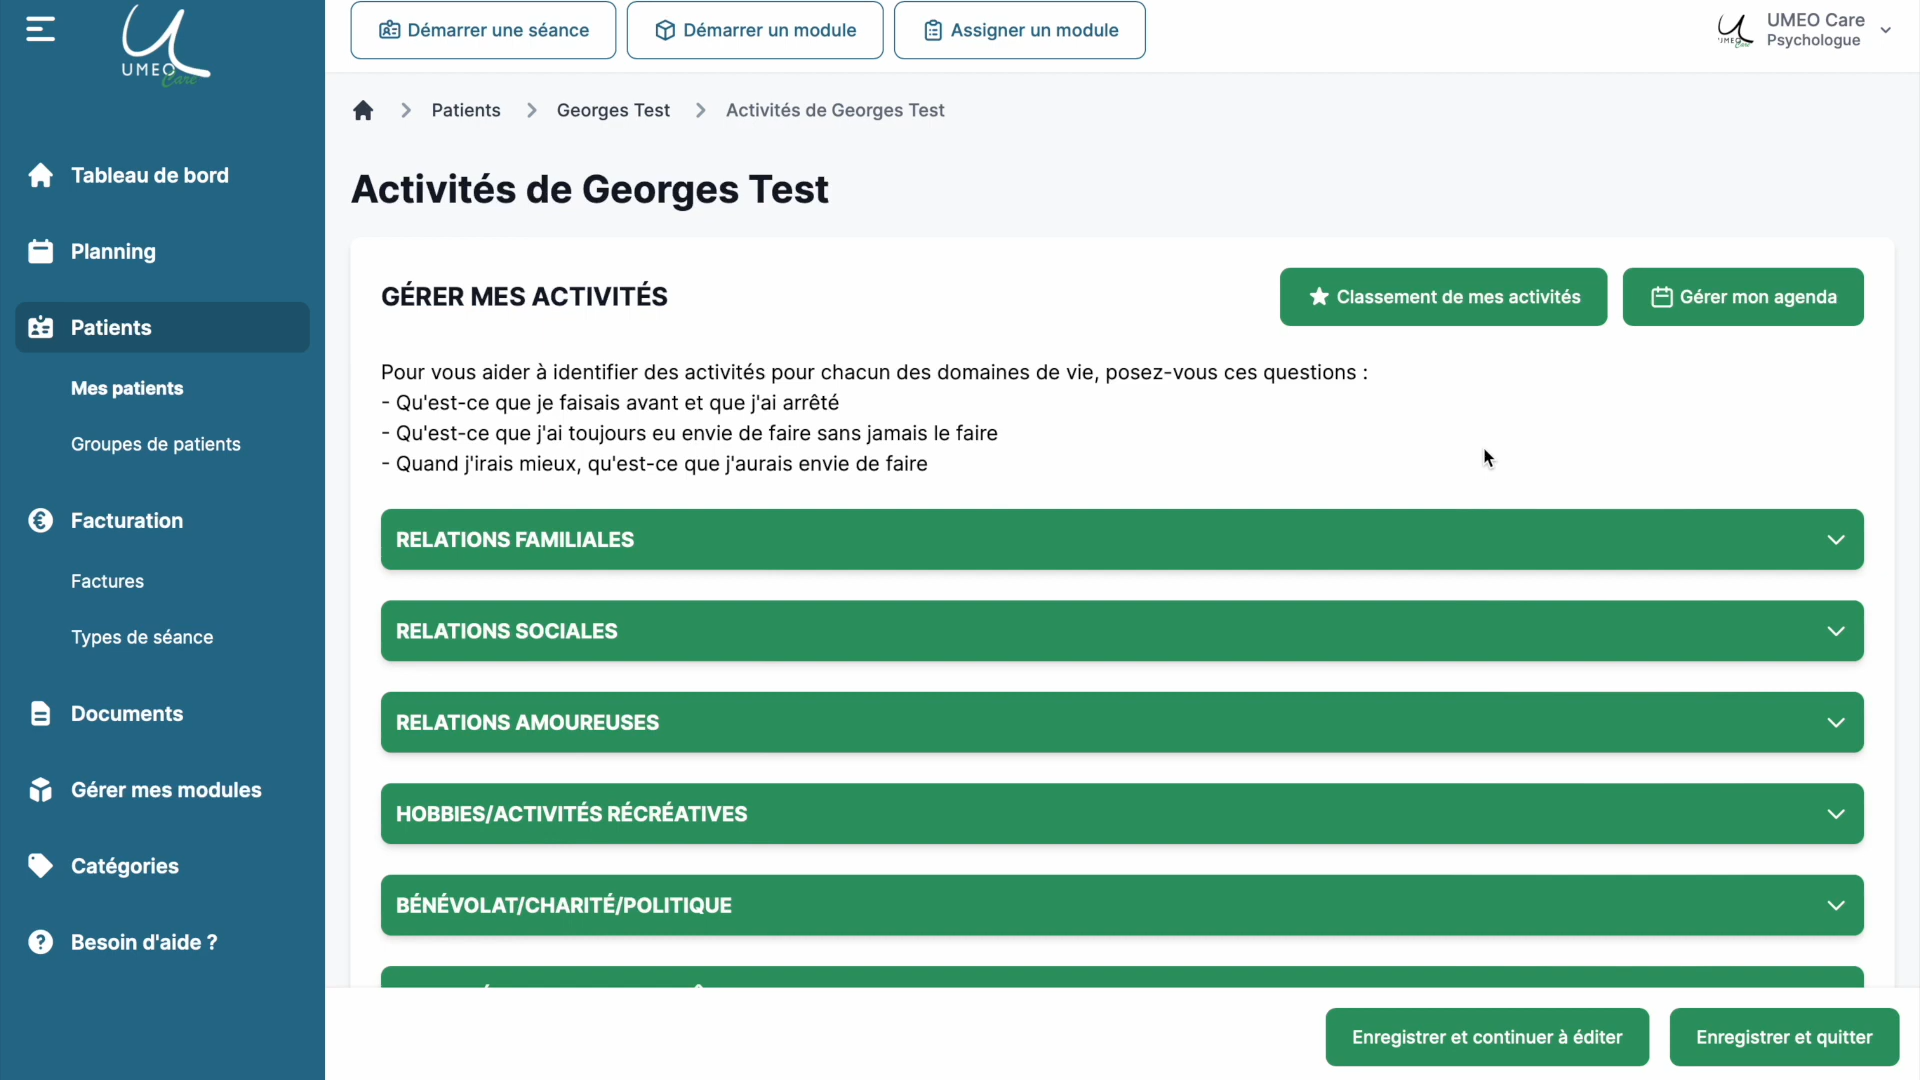 UMEO Care
Démarrer une séance
Démarrer un module
Assigner un module
UMEO Care
UMEO Care
Psychologue
Patients
Georges Test
Activités de Georges Test
Tableau de bord
Planning
Patients
Mes patients
Groupes de patients
Facturation
Factures
Types de séance
Documents
Gérer mes modules
Catégories
Besoin d'aide ?
Activités de Georges Test
GÉRER MES ACTIVITÉS
Classement de mes activités
Gérer mon agenda
Pour vous aider à identifier des activités pour chacun des domaines de vie, posez-vous ces questions :
- Qu'est-ce que je faisais avant et que j'ai arrêté
- Qu'est-ce que j'ai toujours eu envie de faire sans jamais le faire
- Quand j'irais mieux, qu'est-ce que j'aurais envie de faire
RELATIONS FAMILIALES
RELATIONS SOCIALES
RELATIONS AMOUREUSES
HOBBIES/ACTIVITÉS RÉCRÉATIVES
BÉNÉVOLAT/CHARITÉ/POLITIQUE
Enregistrer et continuer à éditer
Enregistrer et quitter